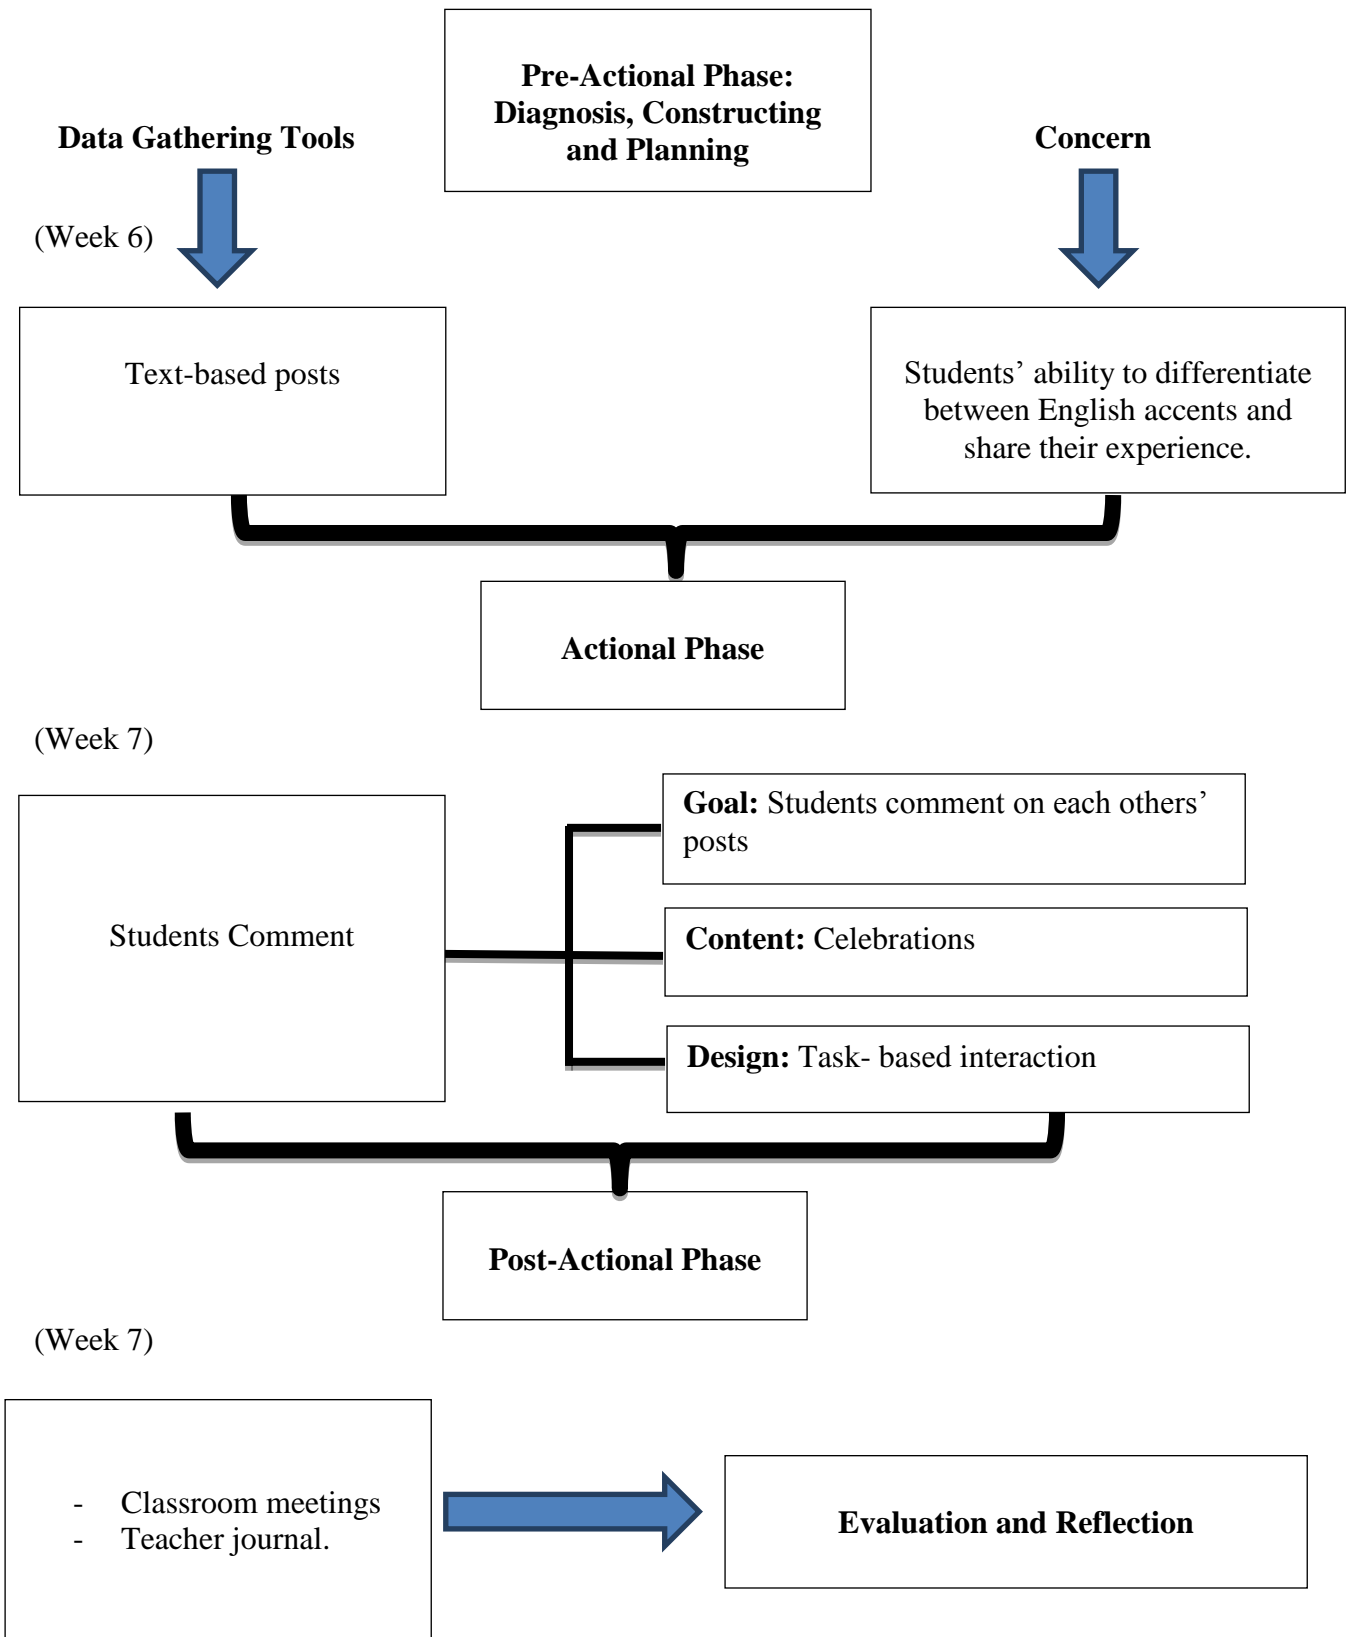 Pre-Actional Phase:
Diagnosis, Constructing
and Planning
Data Gathering Tools
Concern
(Week 6)
Text-based posts
Students’ ability to differentiate
between English accents and
share their experience.
Actional Phase
(Week 7)
Students Comment
Goal: Students comment on each others’
posts
Content: Celebrations
Design: Task- based interaction
Post-Actional Phase
(Week 7)
- Classroom meetings
- Teacher journal.
Evaluation and Reflection